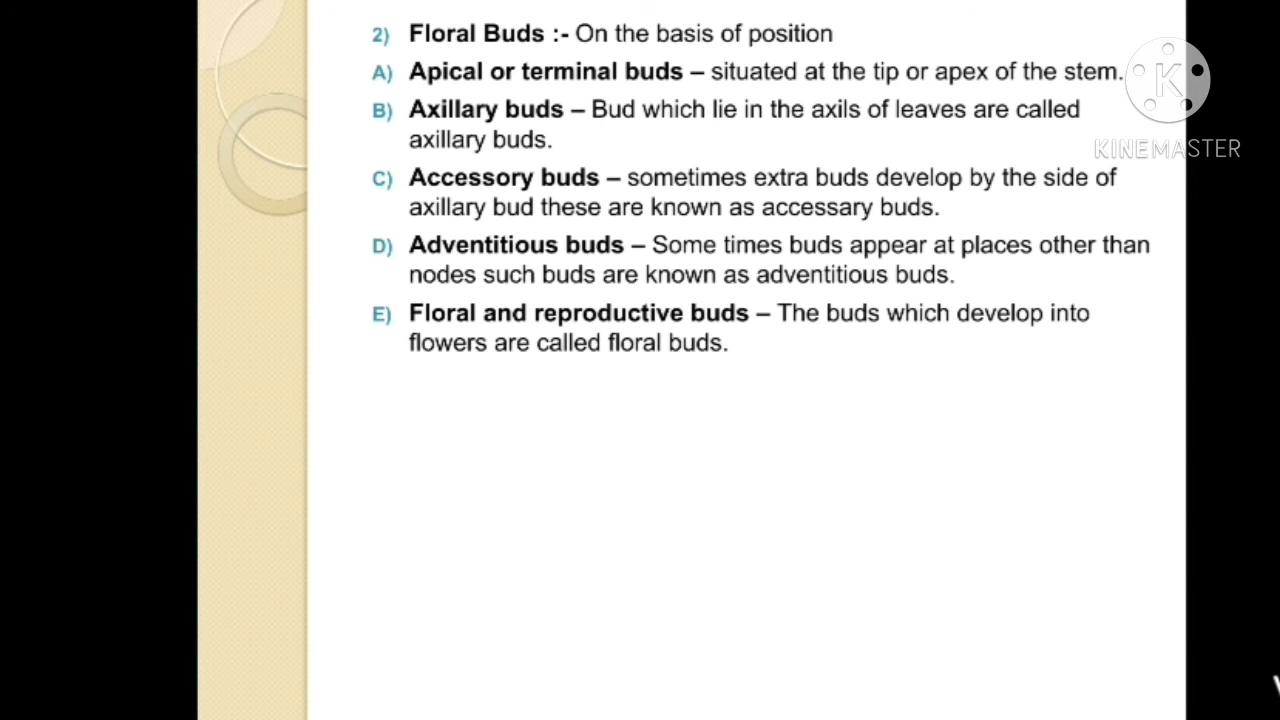 2) Floral Buds :- On the basis of position
A) Apical or terminal buds – situated at the tip or apex of the stem.
B) Axillary buds – Bud which lie in the axils of leaves are called
axillary buds.
C) Accessory buds – sometimes extra buds develop by the side of
axillary bud these are known as accessary buds.
D) Adventitious buds – Some times buds appear at places other than
nodes such buds are known as adventitious buds.
E) Floral and reproductive buds – The buds which develop into
flowers are called floral buds.
K
KINEMASTER